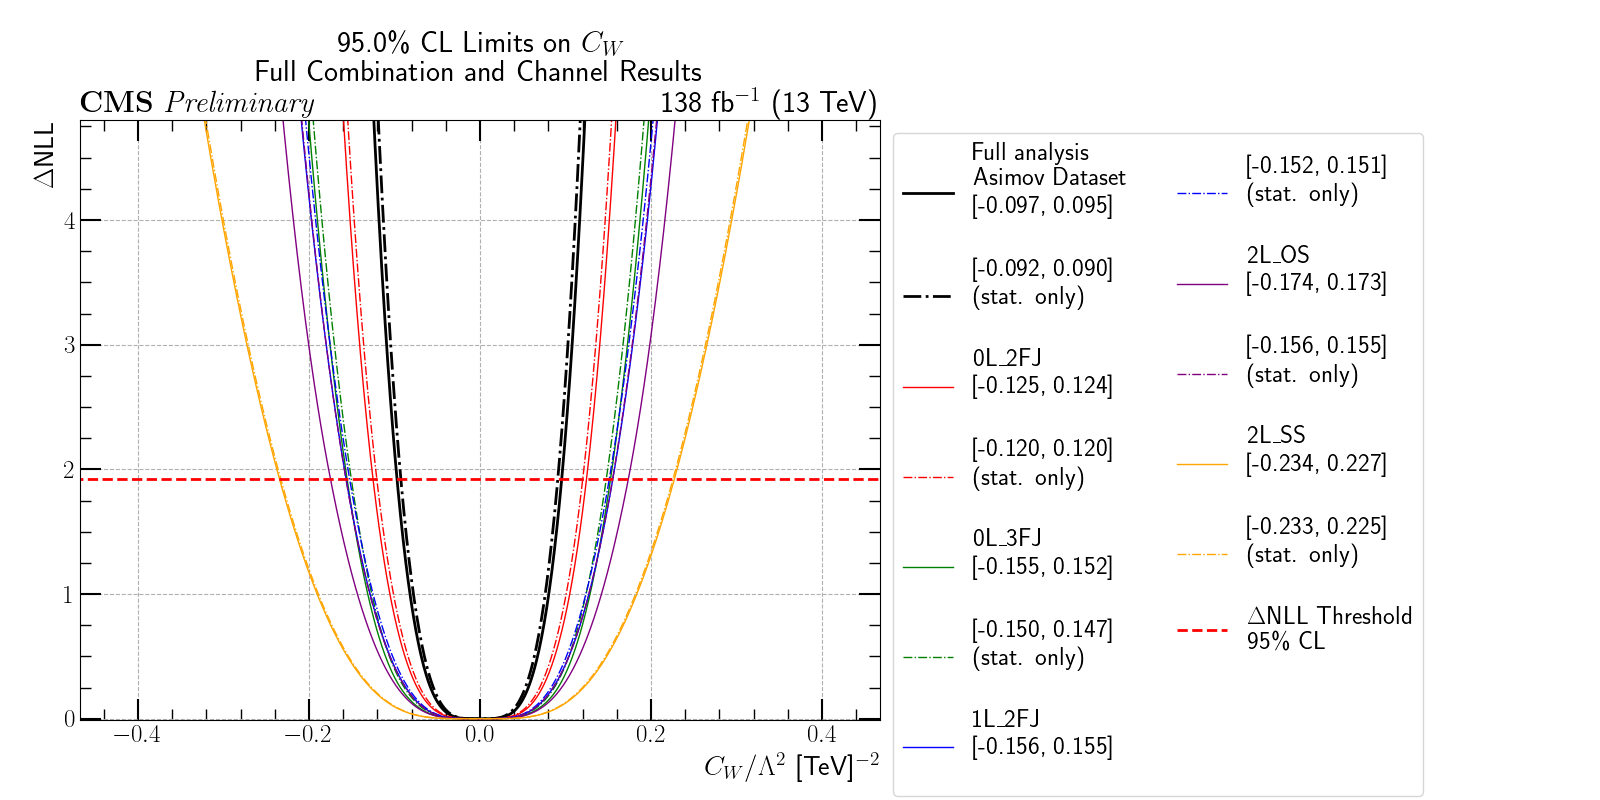 95.0% CL Limits on C_W
Full Combination and Channel Results
CMS Preliminary
138 fb⁻¹ (13 TeV)
ΔNLL
4
3
2
1
0
−0.4
−0.2
0.0
0.2
0.4
C_W/Λ² [TeV]⁻²
Full analysis
Asimov Dataset
[-0.097, 0.095]
[-0.092, 0.090]
(stat. only)
0L_2FJ
[-0.125, 0.124]
[-0.120, 0.120]
(stat. only)
0L_3FJ
[-0.155, 0.152]
[-0.150, 0.147]
(stat. only)
1L_2FJ
[-0.156, 0.155]
[-0.152, 0.151]
(stat. only)
2L_OS
[-0.174, 0.173]
[-0.156, 0.155]
(stat. only)
2L_SS
[-0.234, 0.227]
[-0.233, 0.225]
(stat. only)
ΔNLL Threshold
95% CL